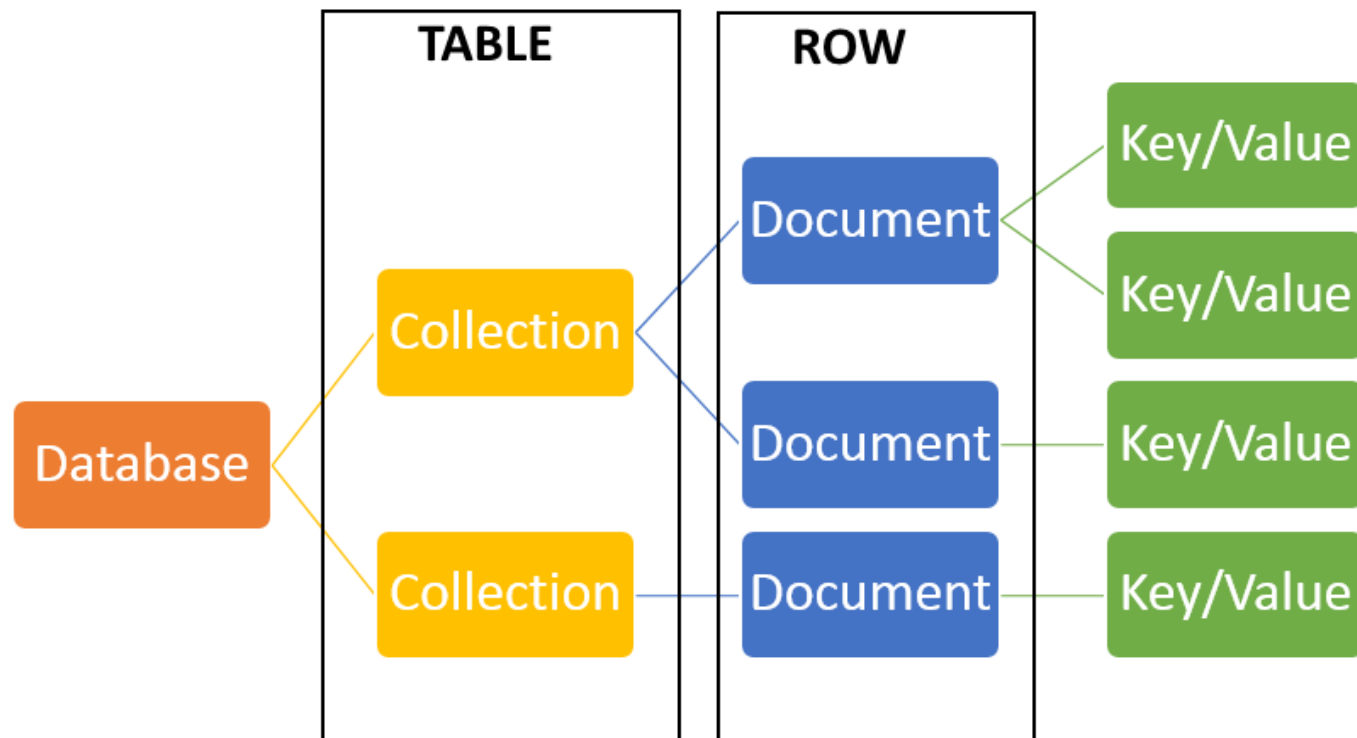 TABLE
ROW
Key/Value
Document
Key/Value
Collection
Document
Key/Value
Database
Collection
Document
Key/Value